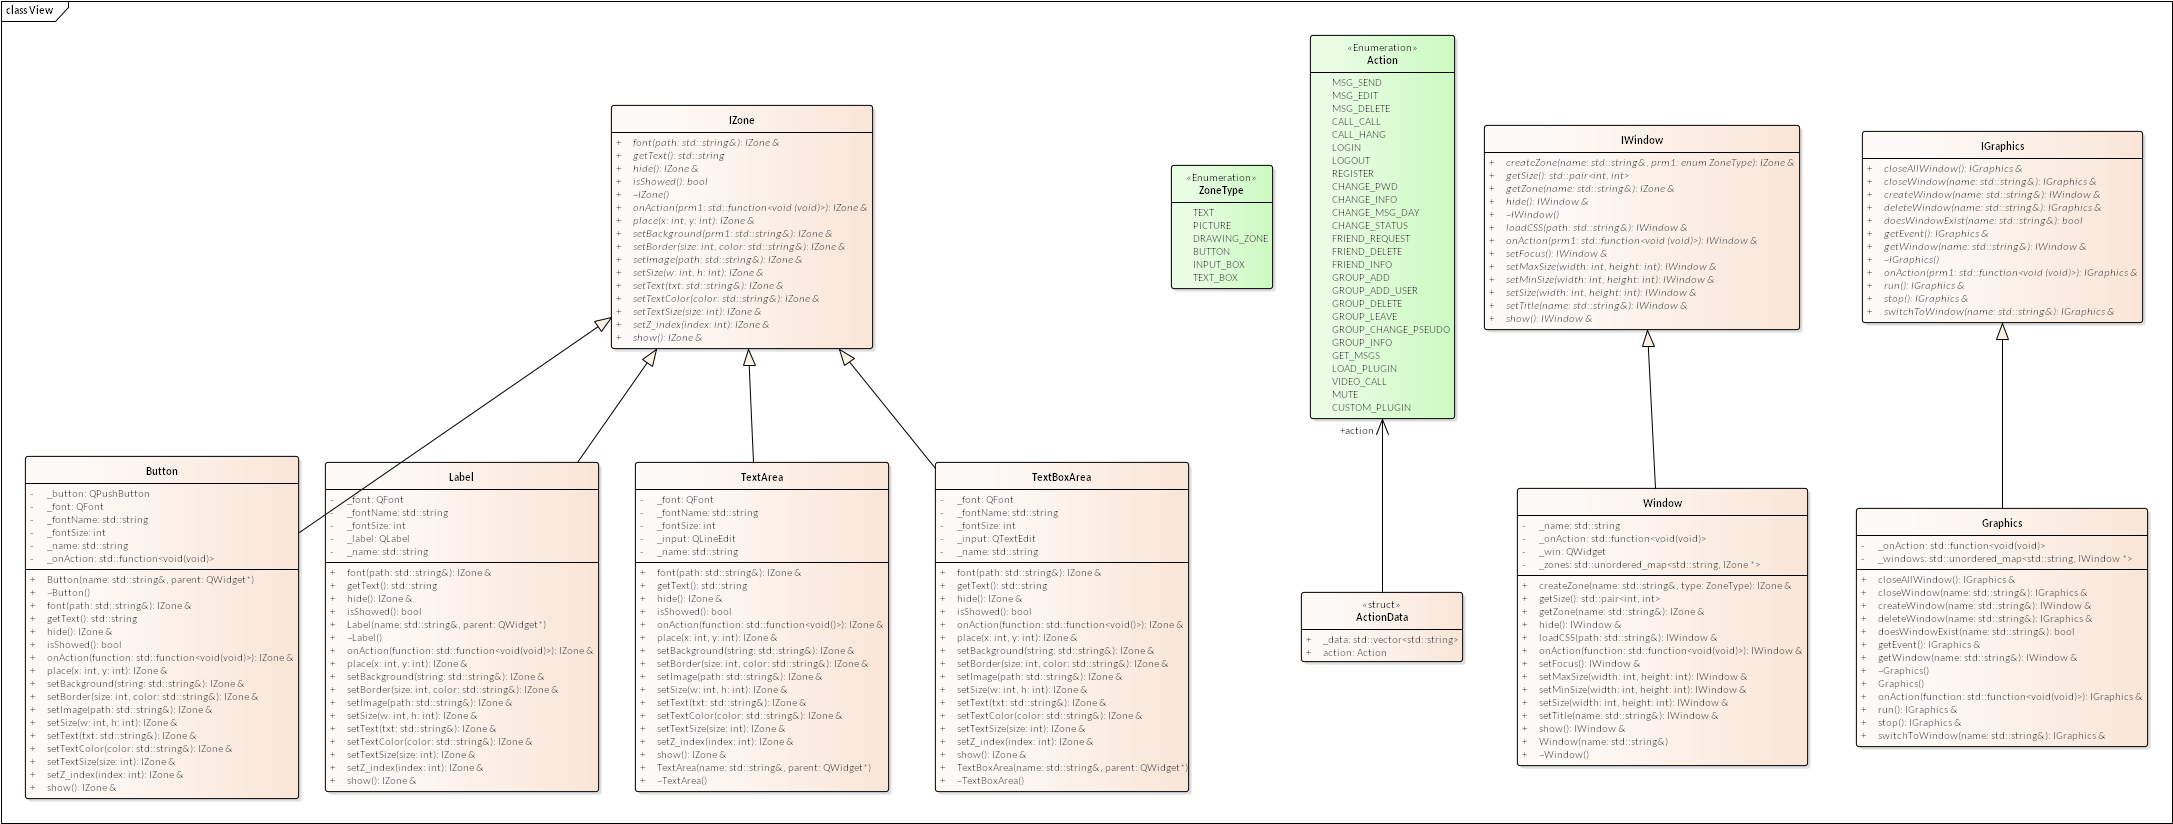 class View
IZone
+ font(path: std::string&): IZone &
+ getText(): std::string
+ hide(): IZone &
+ isShowed(): bool
+ ~IZone()
+ onAction(prm1: std::function<void (void)>): IZone &
+ place(x: int, y: int): IZone &
+ setBackground(prm1: std::string&): IZone &
+ setBorder(size: int, color: std::string&): IZone &
+ setImage(path: std::string&): IZone &
+ setSize(w: int, h: int): IZone &
+ setText(txt: std::string&): IZone &
+ setTextColor(color: std::string&): IZone &
+ setTextSize(size: int): IZone &
+ setZ_index(index: int): IZone &
+ show(): IZone &
«Enumeration»
ZoneType
TEXT
PICTURE
DRAWING_ZONE
BUTTON
INPUT_BOX
TEXT_BOX
«Enumeration»
Action
MSG_SEND
MSG_EDIT
MSG_DELETE
CALL_CALL
CALL_HANG
LOGIN
LOGOUT
REGISTER
CHANGE_PWD
CHANGE_INFO
CHANGE_MSG_DAY
CHANGE_STATUS
FRIEND_REQUEST
FRIEND_DELETE
FRIEND_INFO
GROUP_ADD
GROUP_ADD_USER
GROUP_DELETE
GROUP_LEAVE
GROUP_CHANGE_PSEUDO
GROUP_INFO
GET_MSGS
LOAD_PLUGIN
VIDEO_CALL
MUTE
CUSTOM_PLUGIN
+action
IWindow
+ createZone(name: std::string&, prm1: enum ZoneType): IZone &
+ getSize(): std::pair<int, int>
+ getZone(name: std::string&): IZone &
+ hide(): IWindow &
+ ~IWindow()
+ loadCSS(path: std::string&): IWindow &
+ onAction(prm1: std::function<void (void)>): IWindow &
+ setFocus(): IWindow &
+ setMaxSize(width: int, height: int): IWindow &
+ setMinSize(width: int, height: int): IWindow &
+ setSize(width: int, height: int): IWindow &
+ setTitle(name: std::string&): IWindow &
+ show(): IWindow &
IGraphics
+ closeAllWindow(): IGraphics &
+ closeWindow(name: std::string&): IGraphics &
+ createWindow(name: std::string&): IWindow &
+ deleteWindow(name: std::string&): IGraphics &
+ doesWindowExist(name: std::string&): bool
+ getEvent(): IGraphics &
+ getWindow(name: std::string&): IWindow &
+ ~IGraphics()
+ onAction(prm1: std::function<void (void)>): IGraphics &
+ run(): IGraphics &
+ stop(): IGraphics &
+ switchToWindow(name: std::string&): IGraphics &
Button
- _button: QPushButton
- _font: QFont
- _fontName: std::string
- _fontSize: int
- _name: std::string
- _onAction: std::function<void(void)>
+ Button(name: std::string&, parent: QWidget*)
+ ~Button()
+ font(path: std::string&): IZone &
+ getText(): std::string
+ hide(): IZone &
+ isShowed(): bool
+ onAction(function: std::function<void(void)>): IZone &
+ place(x: int, y: int): IZone &
+ setBackground(string: std::string&): IZone &
+ setBorder(size: int, color: std::string&): IZone &
+ setImage(path: std::string&): IZone &
+ setSize(w: int, h: int): IZone &
+ setText(txt: std::string&): IZone &
+ setTextColor(color: std::string&): IZone &
+ setTextSize(size: int): IZone &
+ setZ_index(index: int): IZone &
+ show(): IZone &
Label
- _font: QFont
- _fontName: std::string
- _fontSize: int
- _label: QLabel
- _name: std::string
+ font(path: std::string&): IZone &
+ getText(): std::string
+ hide(): IZone &
+ isShowed(): bool
+ Label(name: std::string&, parent: QWidget*)
+ ~Label()
+ onAction(function: std::function<void(void)>): IZone &
+ place(x: int, y: int): IZone &
+ setBackground(string: std::string&): IZone &
+ setBorder(size: int, color: std::string&): IZone &
+ setImage(path: std::string&): IZone &
+ setSize(w: int, h: int): IZone &
+ setText(txt: std::string&): IZone &
+ setTextColor(color: std::string&): IZone &
+ setTextSize(size: int): IZone &
+ setZ_index(index: int): IZone &
+ show(): IZone &
TextArea
- _font: QFont
- _fontName: std::string
- _fontSize: int
- _input: QLineEdit
- _name: std::string
+ font(path: std::string&): IZone &
+ getText(): std::string
+ hide(): IZone &
+ isShowed(): bool
+ onAction(function: std::function<void()>): IZone &
+ place(x: int, y: int): IZone &
+ setBackground(string: std::string&): IZone &
+ setBorder(size: int, color: std::string&): IZone &
+ setImage(path: std::string&): IZone &
+ setSize(w: int, h: int): IZone &
+ setText(txt: std::string&): IZone &
+ setTextColor(color: std::string&): IZone &
+ setTextSize(size: int): IZone &
+ setZ_index(index: int): IZone &
+ show(): IZone &
+ TextArea(name: std::string&, parent: QWidget*)
+ ~TextArea()
TextBoxArea
- _font: QFont
- _fontName: std::string
- _fontSize: int
- _input: QTextEdit
- _name: std::string
+ font(path: std::string&): IZone &
+ getText(): std::string
+ hide(): IZone &
+ isShowed(): bool
+ onAction(function: std::function<void()>): IZone &
+ place(x: int, y: int): IZone &
+ setBackground(string: std::string&): IZone &
+ setBorder(size: int, color: std::string&): IZone &
+ setImage(path: std::string&): IZone &
+ setSize(w: int, h: int): IZone &
+ setText(txt: std::string&): IZone &
+ setTextColor(color: std::string&): IZone &
+ setTextSize(size: int): IZone &
+ setZ_index(index: int): IZone &
+ show(): IZone &
+ TextBoxArea(name: std::string&, parent: QWidget*)
+ ~TextBoxArea()
«struct»
ActionData
+ _data: std::vector<std::string>
+ action: Action
Window
- _name: std::string
- _onAction: std::function<void(void)>
- _win: QWidget
- _zones: std::unordered_map<std::string, IZone *>
+ createZone(name: std::string&, type: ZoneType): IZone &
+ getSize(): std::pair<int, int>
+ getZone(name: std::string&): IZone &
+ hide(): IWindow &
+ loadCSS(path: std::string&): IWindow &
+ onAction(function: std::function<void(void)>): IWindow &
+ setFocus(): IWindow &
+ setMaxSize(width: int, height: int): IWindow &
+ setMinSize(width: int, height: int): IWindow &
+ setSize(width: int, height: int): IWindow &
+ setTitle(name: std::string&): IWindow &
+ show(): IWindow &
+ Window(name: std::string&)
+ ~Window()
Graphics
- _onAction: std::function<void(void)>
- _windows: std::unordered_map<std::string, IWindow *>
+ closeAllWindow(): IGraphics &
+ closeWindow(name: std::string&): IGraphics &
+ createWindow(name: std::string&): IWindow &
+ deleteWindow(name: std::string&): IGraphics &
+ doesWindowExist(name: std::string&): bool
+ getEvent(): IGraphics &
+ getWindow(name: std::string&): IWindow &
+ ~Graphics()
+ Graphics()
+ onAction(function: std::function<void(void)>): IGraphics &
+ run(): IGraphics &
+ stop(): IGraphics &
+ switchToWindow(name: std::string&): IGraphics &